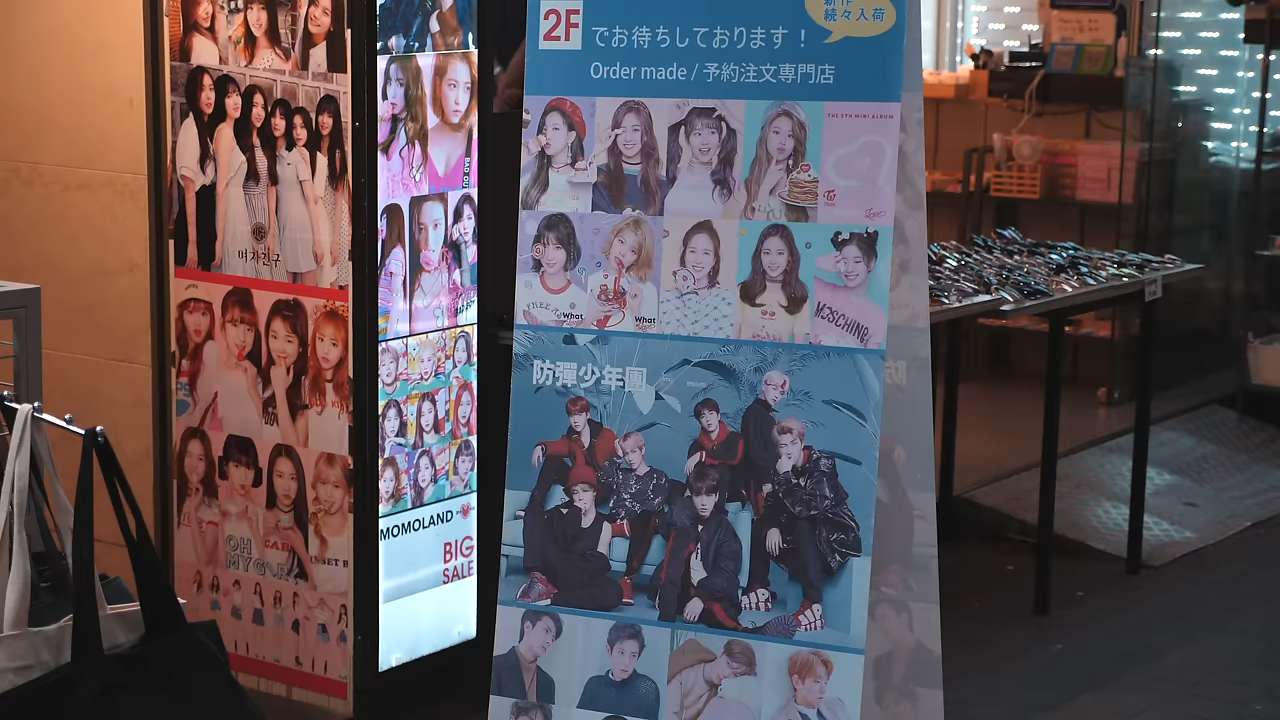 여자친구
OH
MY GIRL
BAD
MOMOLAND
BIG
SALE
2F
でお待ちしております！
新作
続々入荷
Order made / 予約注文専門店
THE 5TH MINI ALBUM
What
What
MOSCHINO
防彈少年團